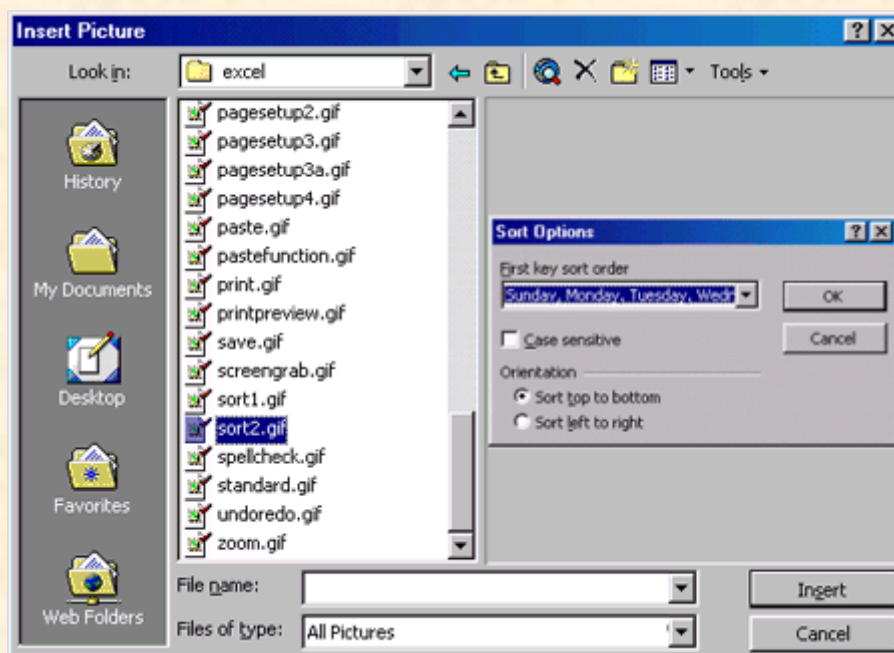 Insert Picture
Look in:
excel
Tools
History
My Documents
Desktop
Favorites
Web Folders
pagesetup2.gif
pagesetup3.gif
pagesetup3a.gif
pagesetup4.gif
paste.gif
pastefunction.gif
print.gif
printpreview.gif
save.gif
screengrab.gif
sort1.gif
sort2.gif
spellcheck.gif
standard.gif
undoredo.gif
zoom.gif
Sort Options
First key sort order
Sunday, Monday, Tuesday, Wedn
OK
Case sensitive
Cancel
Orientation
Sort top to bottom
Sort left to right
File name:
Insert
Files of type:
All Pictures
Cancel